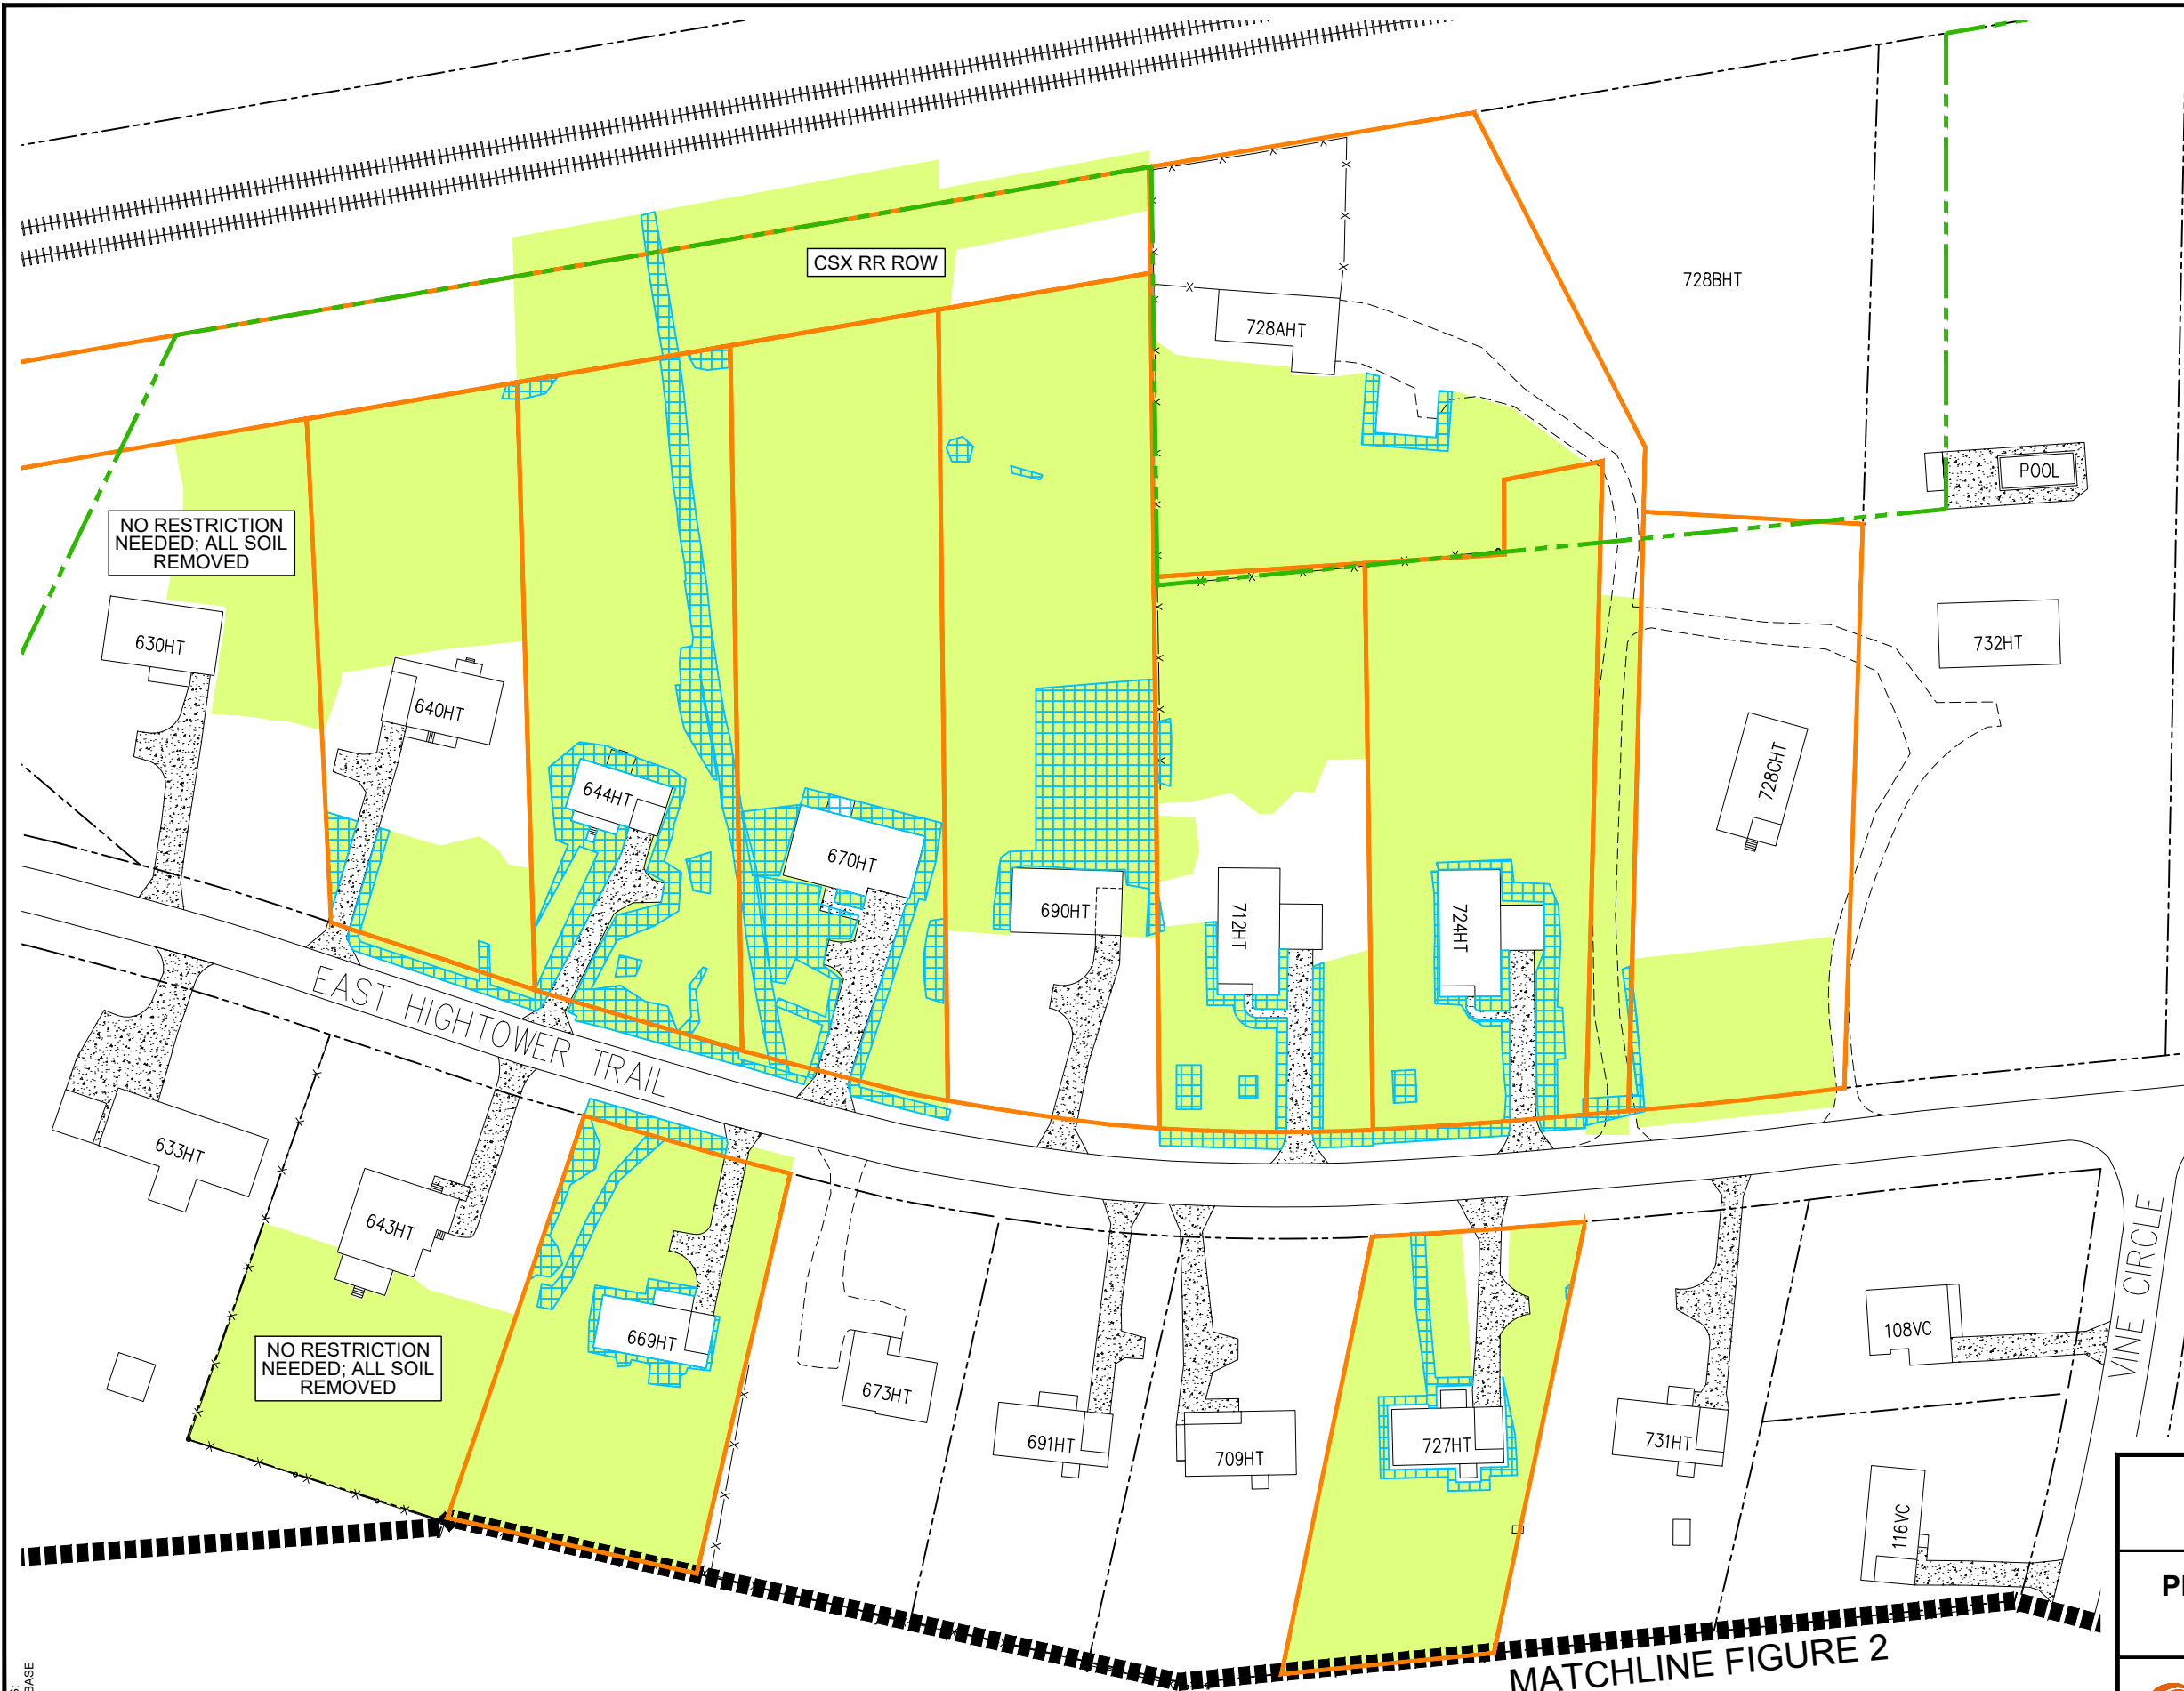 CSX RR ROW
728BHT
728AHT
POOL
NO RESTRICTION
NEEDED; ALL SOIL
REMOVED
630HT
732HT
640HT
728CHT
644HT
670HT
690HT
712HT
724HT
EAST HIGHTOWER TRAIL
633HT
643HT
669HT
NO RESTRICTION
NEEDED; ALL SOIL
REMOVED
673HT
691HT
709HT
727HT
731HT
108VC
VINE CIRCLE
116VC
MATCHLINE FIGURE 2
BASE